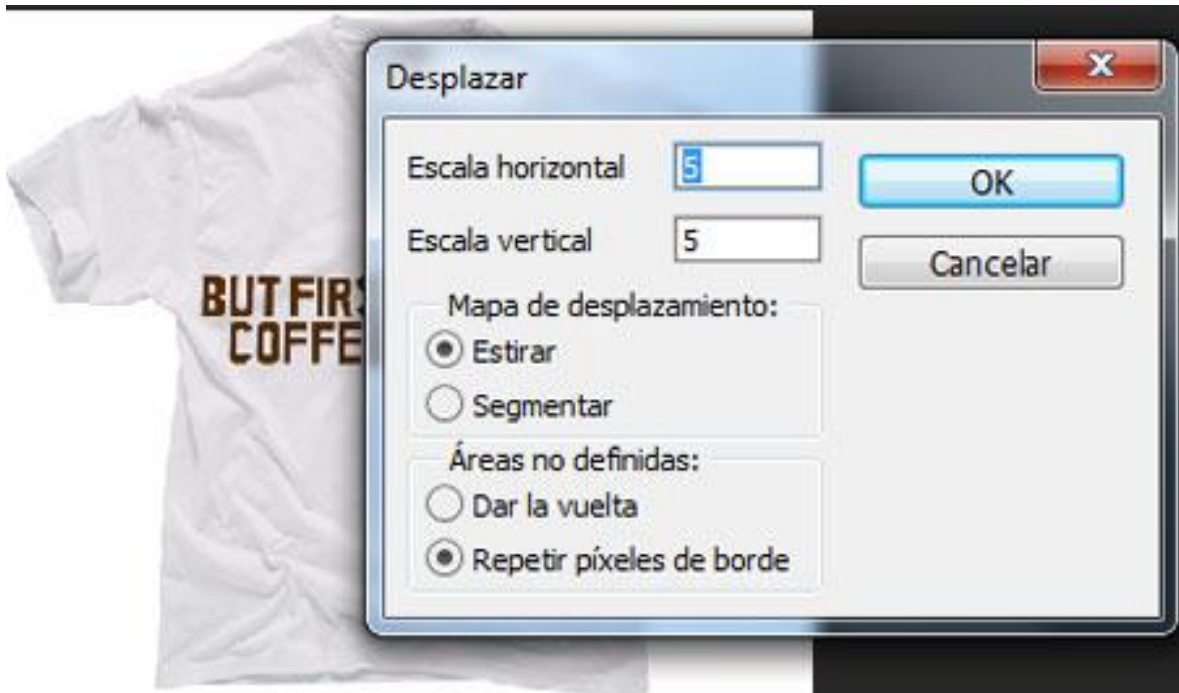 Desplazar
Escala horizontal 5
OK
Escala vertical 5
Cancelar
BUT FIRS
COFFE
Mapa de desplazamiento:
Estirar
Segmentar
Áreas no definidas:
Dar la vuelta
Repetir píxeles de borde